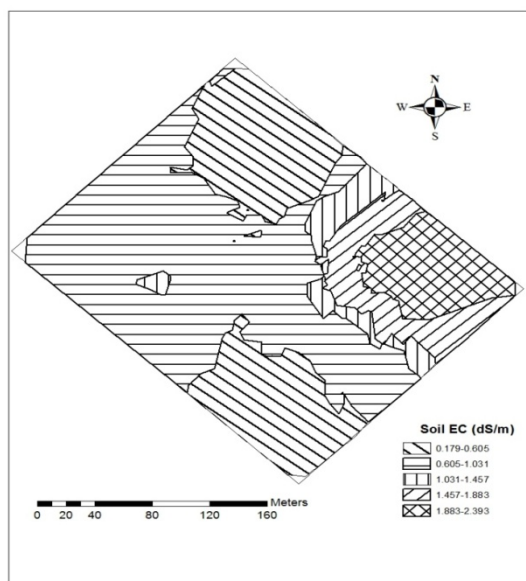 N
W E
S
Soil EC (dS/m)
0.179-0.605
0.605-1.031
1.031-1.457
1.457-1.883
1.883-2.393
Meters
0 10 20 40 80 120 160